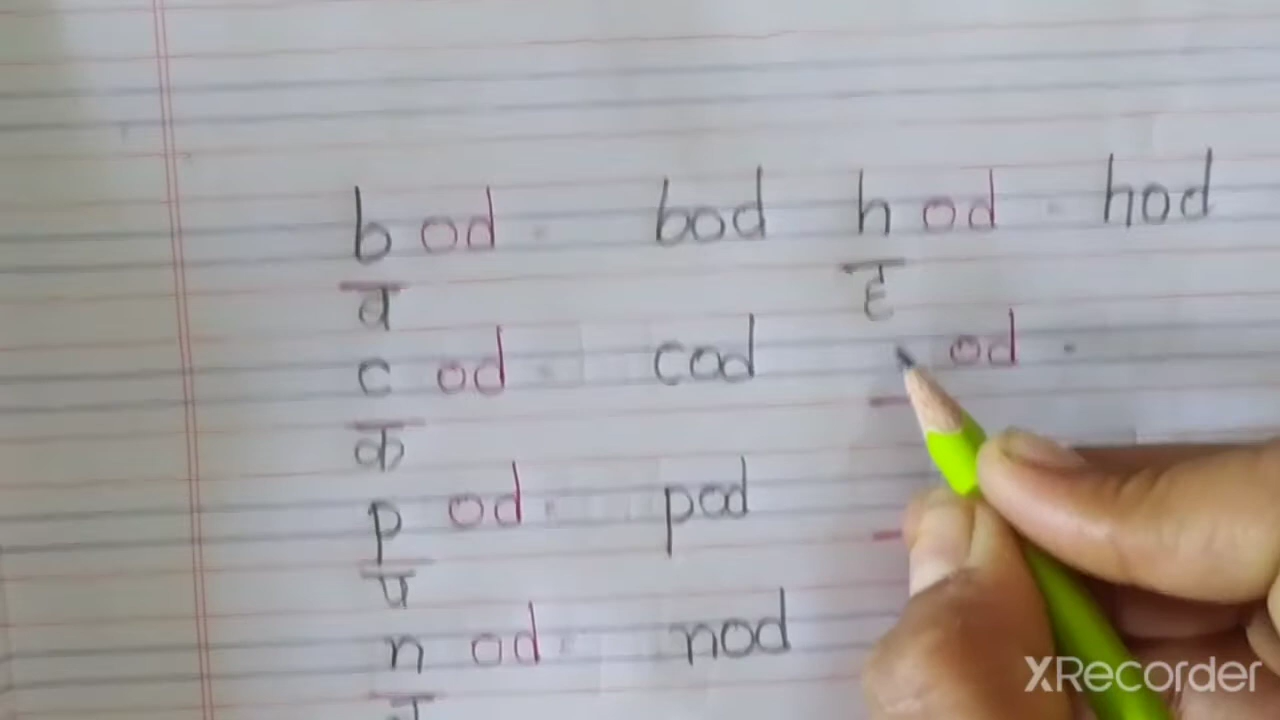 b od bod h od hod
ब ह
c od cod od
क
p od pod
प
n od nod
XRecorder